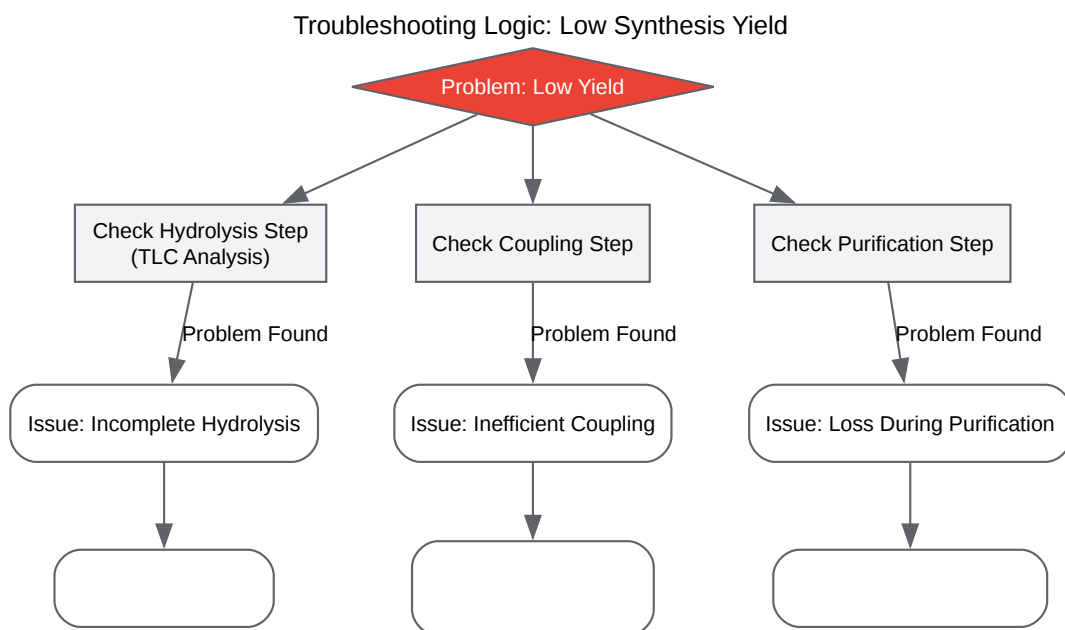 Troubleshooting Logic: Low Synthesis Yield
Problem: Low Yield
Check Hydrolysis Step
(TLC Analysis)
Check Coupling Step
Check Purification Step
Problem Found
Problem Found
Problem Found
Issue: Incomplete Hydrolysis
Issue: Inefficient Coupling
Issue: Loss During Purification